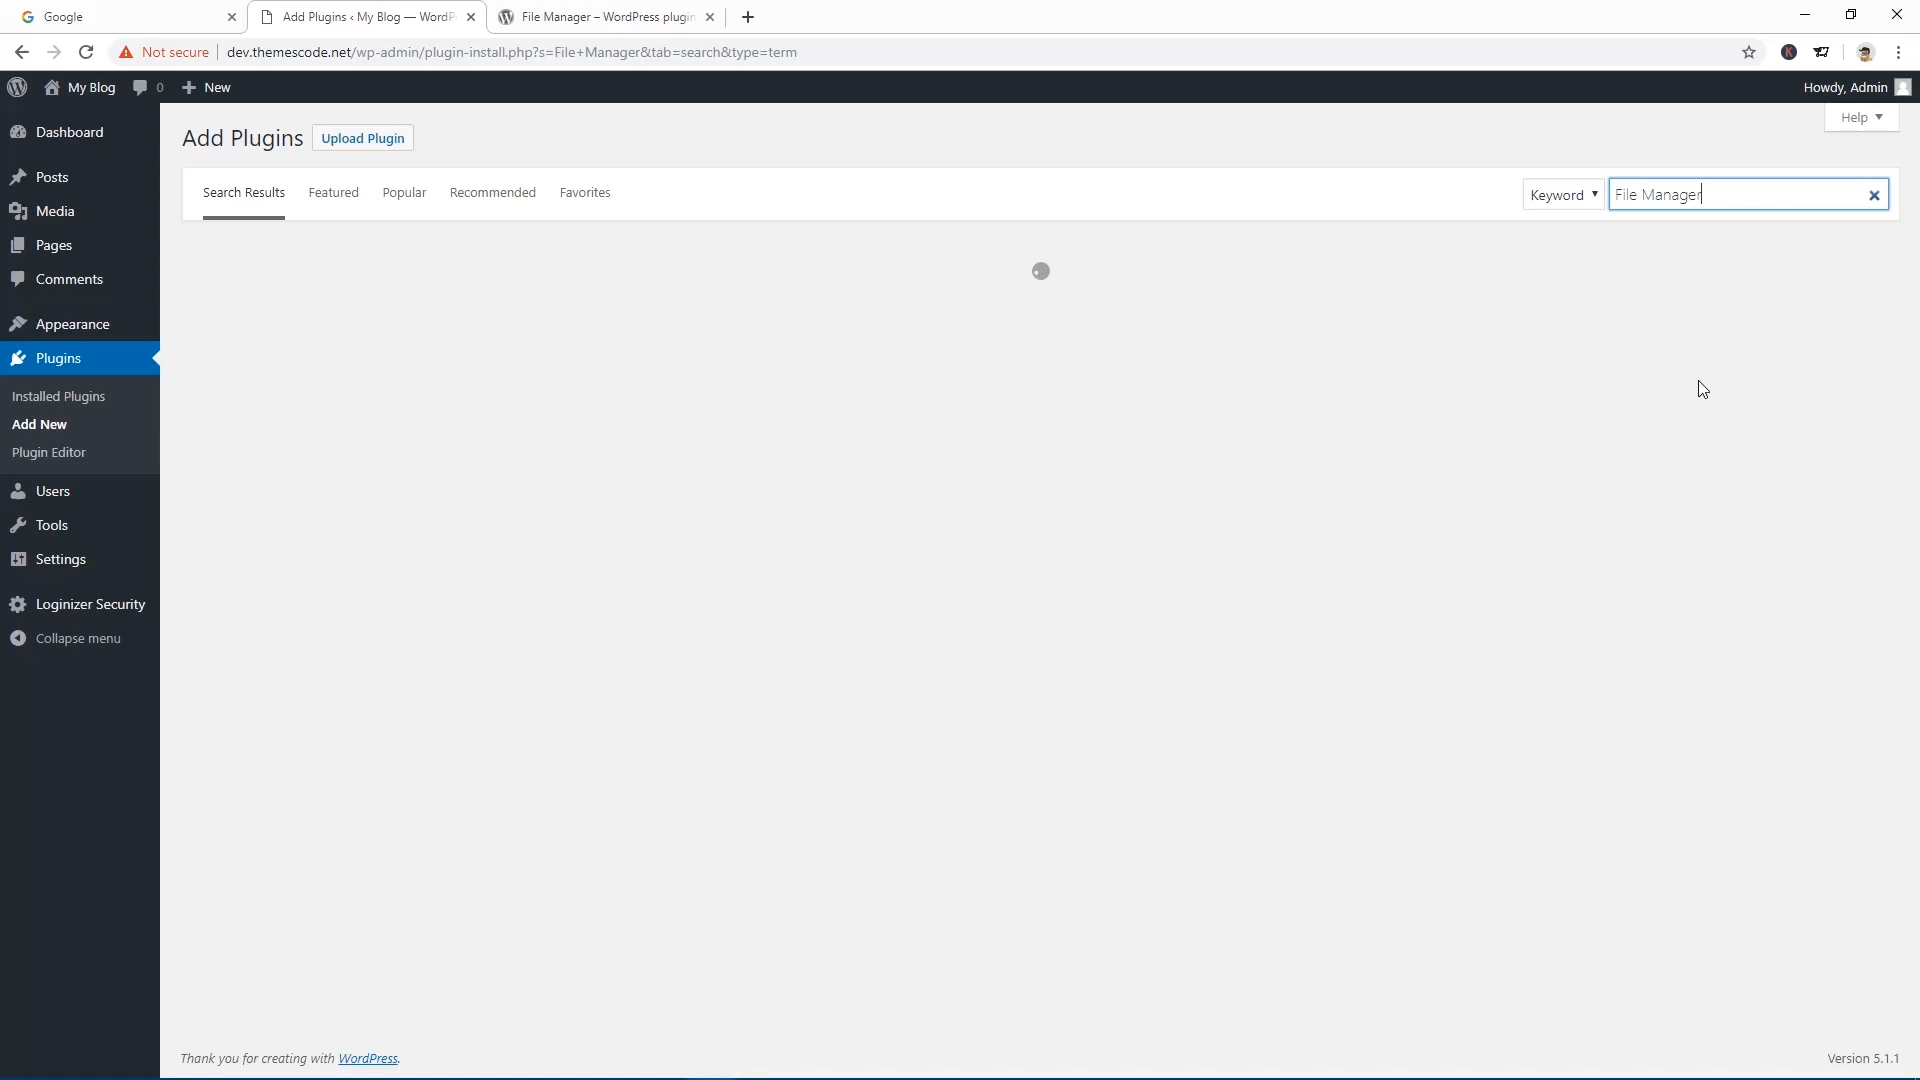 Google
Add Plugins ‹ My Blog — WordP
File Manager – WordPress plugin
Not secure
dev.themescode.net/wp-admin/plugin-install.php?s=File+Manager&tab=search&type=term
My Blog
0
New
Howdy, Admin
Help
Dashboard
Posts
Media
Pages
Comments
Appearance
Plugins
Installed Plugins
Add New
Plugin Editor
Users
Tools
Settings
Loginizer Security
Collapse menu
Add Plugins
Upload Plugin
Search Results
Featured
Popular
Recommended
Favorites
Keyword
File Manager
Thank you for creating with WordPress.
Version 5.1.1